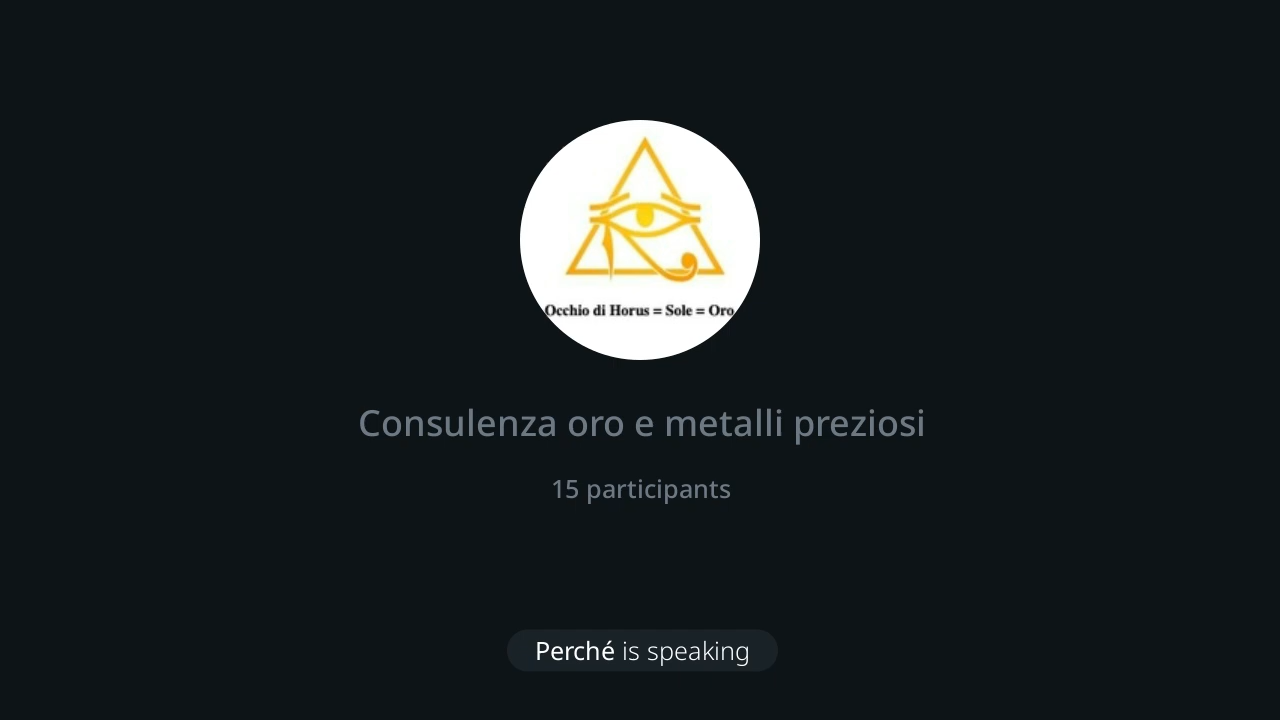 Occhio di Horus = Sole = Oro
Consulenza oro e metalli preziosi
15 participants
Perché is speaking